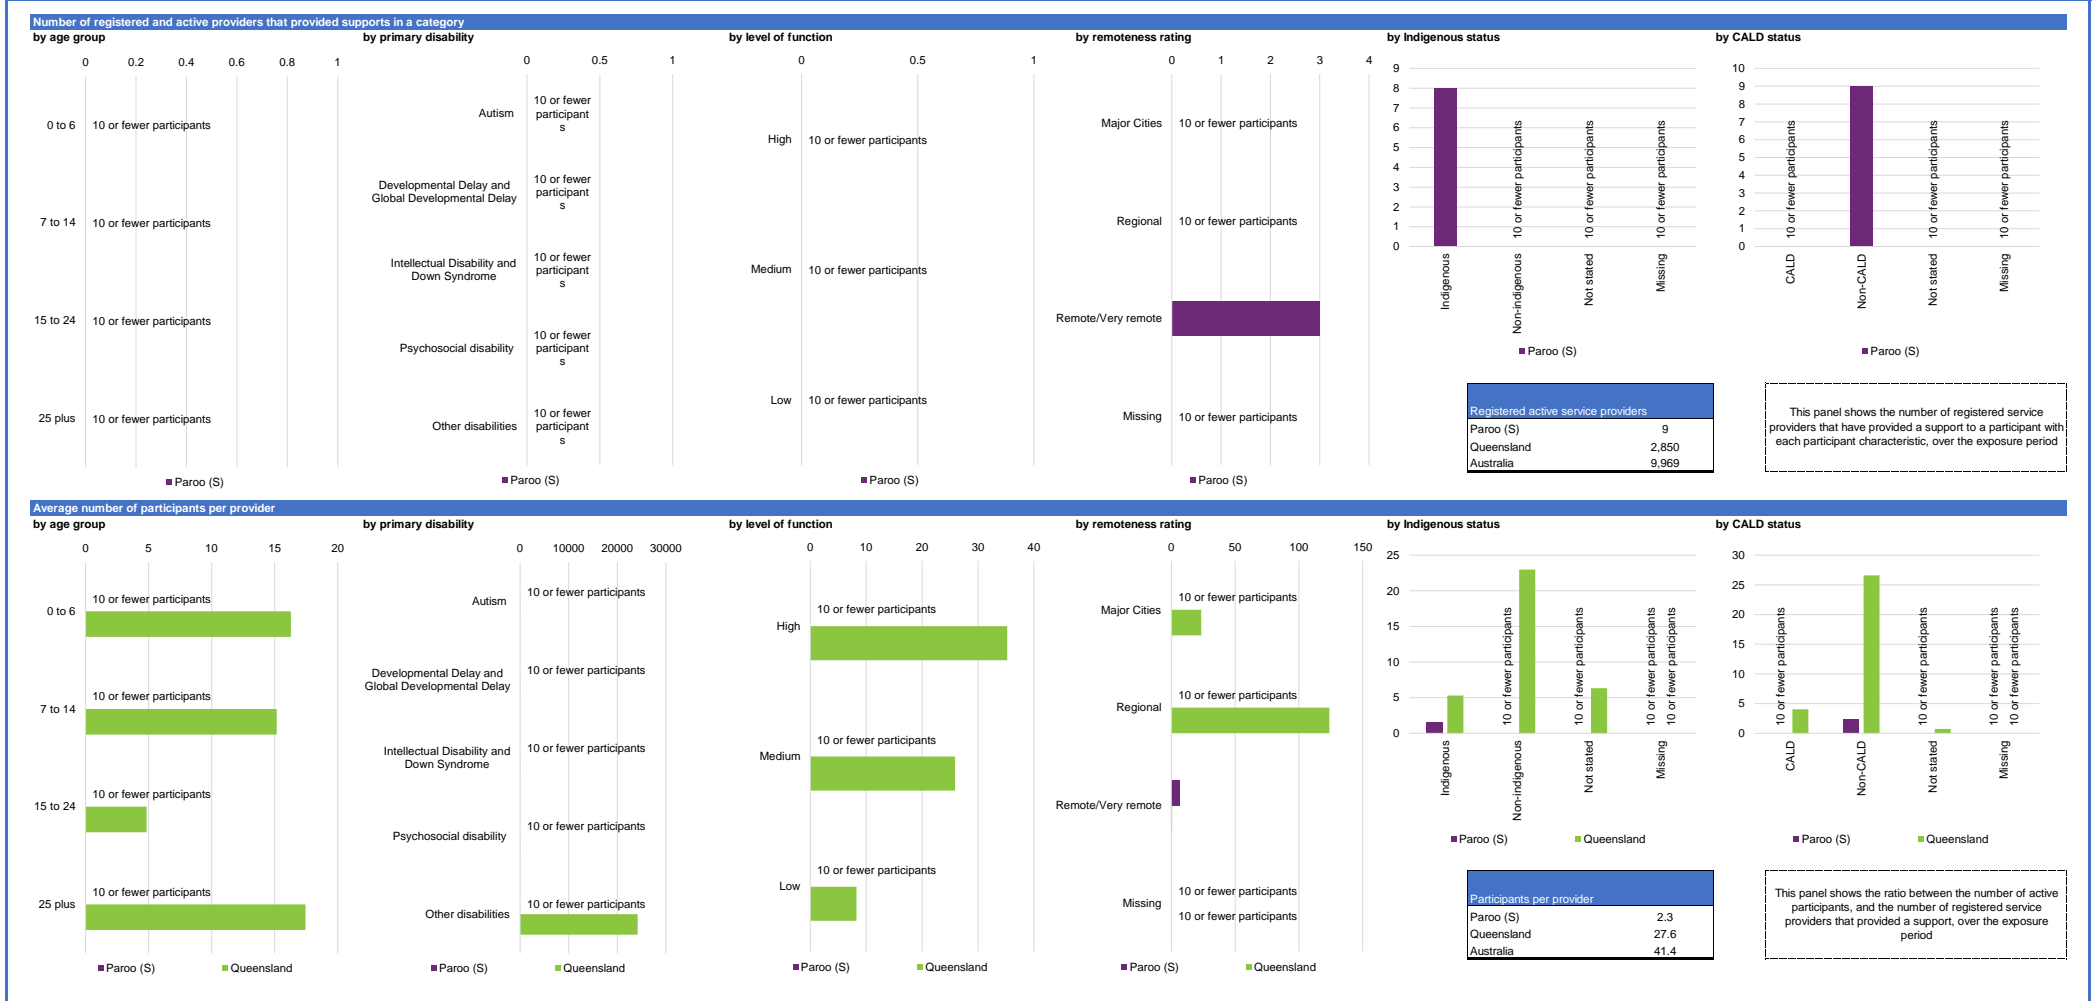 Number of registered and active providers that provided supports in a category
by age group
0 0.2 0.4 0.6 0.8 1
0 to 6 10 or fewer participants
7 to 14 10 or fewer participants
15 to 24 10 or fewer participants
25 plus 10 or fewer participants
Paroo (S)
by primary disability
0 0.5 1
Autism
10 or fewer
participant
s
Developmental Delay and
Global Developmental Delay
10 or fewer
participant
s
Intellectual Disability and
Down Syndrome
10 or fewer
participant
s
Psychosocial disability
10 or fewer
participant
s
Other disabilities
10 or fewer
participant
s
Paroo (S)
by level of function
0 0.5 1
High 10 or fewer participants
Medium 10 or fewer participants
Low 10 or fewer participants
Paroo (S)
by remoteness rating
0 1 2 3 4
Major Cities 10 or fewer participants
Regional 10 or fewer participants
Remote/Very remote
Missing 10 or fewer participants
Paroo (S)
by Indigenous status
9
8
7
6
5
4
3
2
1
0
10 or fewer participants
10 or fewer participants
10 or fewer participants
Indigenous
Non-indigenous
Not stated
Missing
Paroo (S)
by CALD status
10
9
8
7
6
5
4
3
2
1
0
10 or fewer participants
10 or fewer participants
10 or fewer participants
CALD
Non-CALD
Not stated
Missing
Paroo (S)
Registered active service providers
Paroo (S) 9
Queensland 2,850
Australia 9,969
This panel shows the number of registered service
providers that have provided a support to a participant with
each participant characteristic, over the exposure period
Average number of participants per provider
by age group
0 5 10 15 20
10 or fewer participants
0 to 6
10 or fewer participants
7 to 14
10 or fewer participants
15 to 24
10 or fewer participants
25 plus
Paroo (S) Queensland
by primary disability
0 10000 20000 30000
10 or fewer participants
Autism
10 or fewer participants
Developmental Delay and
Global Developmental Delay
10 or fewer participants
Intellectual Disability and
Down Syndrome
10 or fewer participants
Psychosocial disability
10 or fewer participants
Other disabilities
Paroo (S) Queensland
by level of function
0 10 20 30 40
10 or fewer participants
High
10 or fewer participants
Medium
10 or fewer participants
Low
Paroo (S) Queensland
by remoteness rating
0 50 100 150
10 or fewer participants
Major Cities
10 or fewer participants
Regional
Remote/Very remote
10 or fewer participants
Missing
10 or fewer participants
Paroo (S) Queensland
by Indigenous status
25
20
15
10
5
0
10 or fewer participants
10 or fewer participants
10 or fewer participants
10 or fewer participants
Indigenous
Non-indigenous
Not stated
Missing
Paroo (S) Queensland
by CALD status
30
25
20
15
10
5
0
10 or fewer participants
10 or fewer participants
10 or fewer participants
10 or fewer participants
CALD
Non-CALD
Not stated
Missing
Paroo (S) Queensland
Participants per provider
Paroo (S) 2.3
Queensland 27.6
Australia 41.4
This panel shows the ratio between the number of active
participants, and the number of registered service
providers that provided a support, over the exposure
period